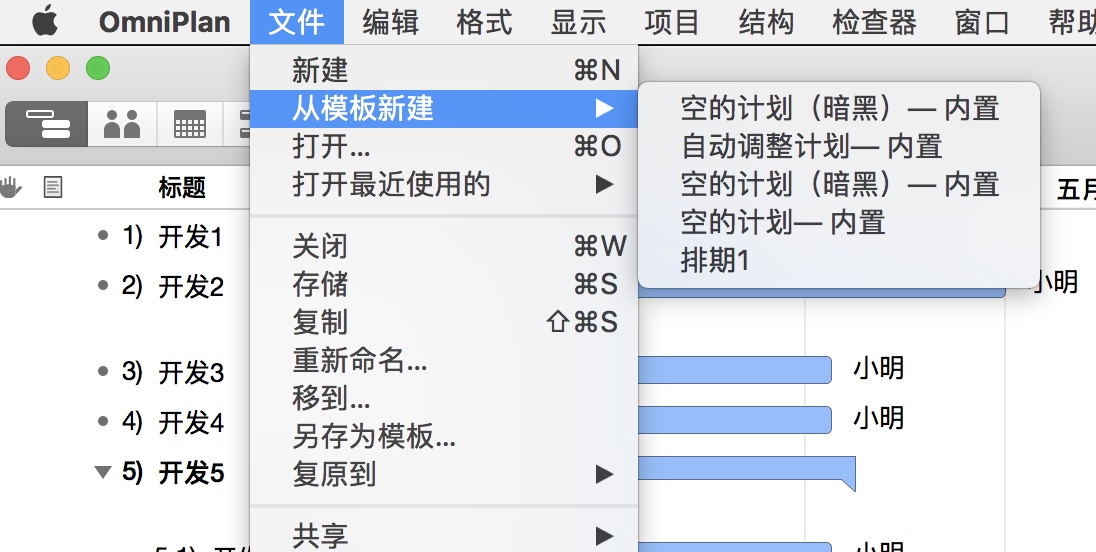 OmniPlan 文件 编辑 格式 显示 项目 结构 检查器 窗口 帮助
新建 ⌘N
从模板新建 ▶
打开... ⌘O
打开最近使用的 ▶
关闭 ⌘W
存储 ⌘S
复制 ⇧⌘S
重新命名...
移到...
另存为模板...
复原到 ▶
共享 ▶
空的计划（暗黑）— 内置
自动调整计划— 内置
空的计划（暗黑）— 内置
空的计划— 内置
排期1
标题
五月
1) 开发1
2) 开发2 小明
3) 开发3 小明
4) 开发4 小明
5) 开发5
小明